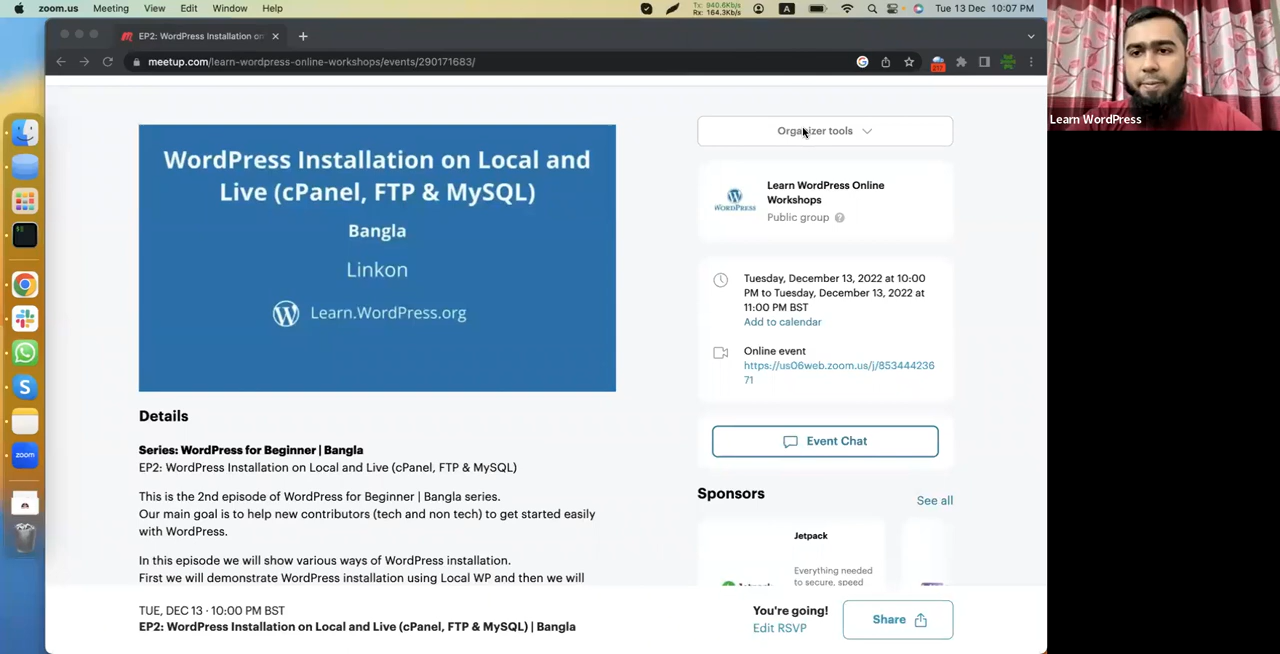 zoom.us Meeting View Edit Window Help
Tx: 940.6Kb/s
Rx: 164.3Kb/s
A
Tue 13 Dec 10:07 PM
EP2: WordPress Installation on
meetup.com/learn-wordpress-online-workshops/events/290171683/
WordPress Installation on Local and
Live (cPanel, FTP & MySQL)
Bangla
Linkon
Learn.WordPress.org
Details
Series: WordPress for Beginner | Bangla
EP2: WordPress Installation on Local and Live (cPanel, FTP & MySQL)
This is the 2nd episode of WordPress for Beginner | Bangla series.
Our main goal is to help new contributors (tech and non tech) to get started easily
with WordPress.
In this episode we will show various ways of WordPress installation.
First we will demonstrate WordPress installation using Local WP and then we will
Organizer tools
WORDPRESS
Learn WordPress Online
Workshops
Public group
Tuesday, December 13, 2022 at 10:00
PM to Tuesday, December 13, 2022 at
11:00 PM BST
Add to calendar
Online event
https://us06web.zoom.us/j/853444236
71
Event Chat
Sponsors
See all
Jetpack
Everything needed
to secure, speed
TUE, DEC 13 · 10:00 PM BST
EP2: WordPress Installation on Local and Live (cPanel, FTP & MySQL) | Bangla
You're going!
Edit RSVP
Share
Learn WordPress
zoom